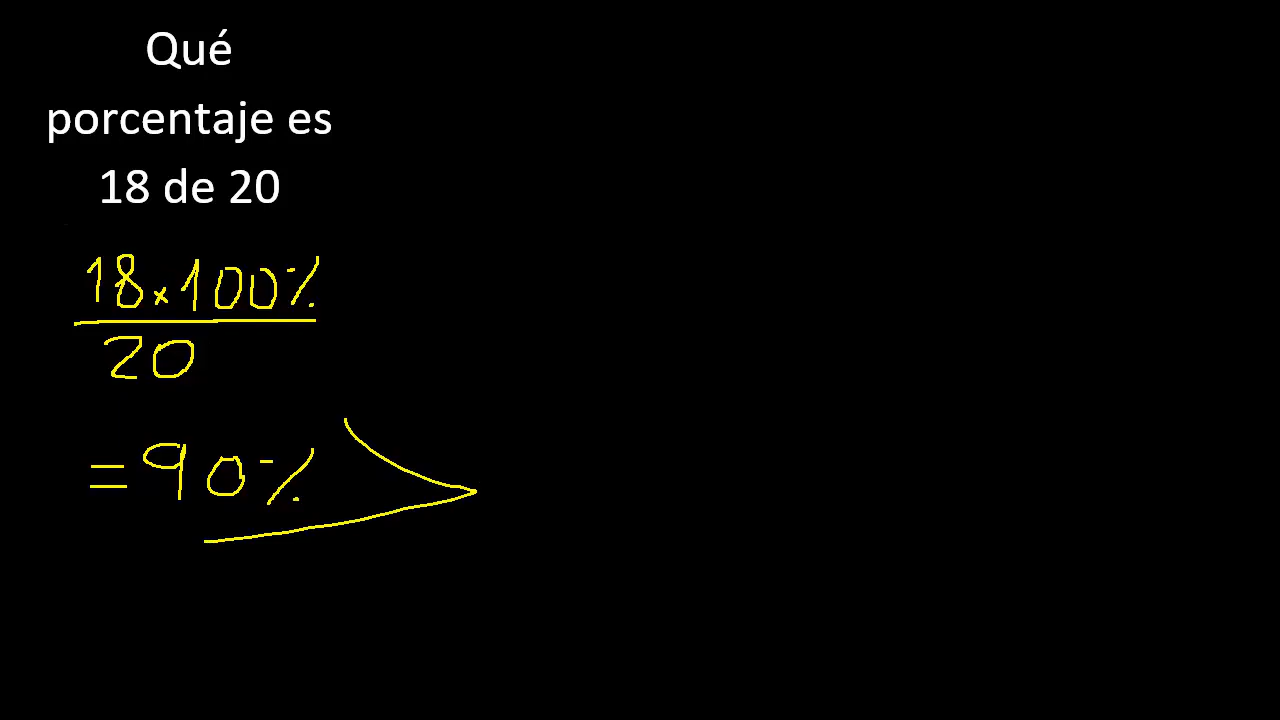 Qué
porcentaje es
18 de 20
18 x 100%
20
= 90%